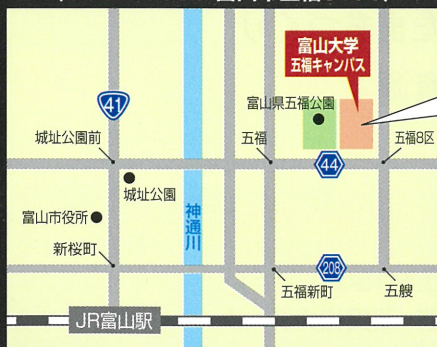 富山大学
五福キャンパス
41
富山県五福公園
城址公園前
五福
44
五福8区
城址公園
富山市役所
神通川
新桜町
208
五福新町
五艘
JR富山駅